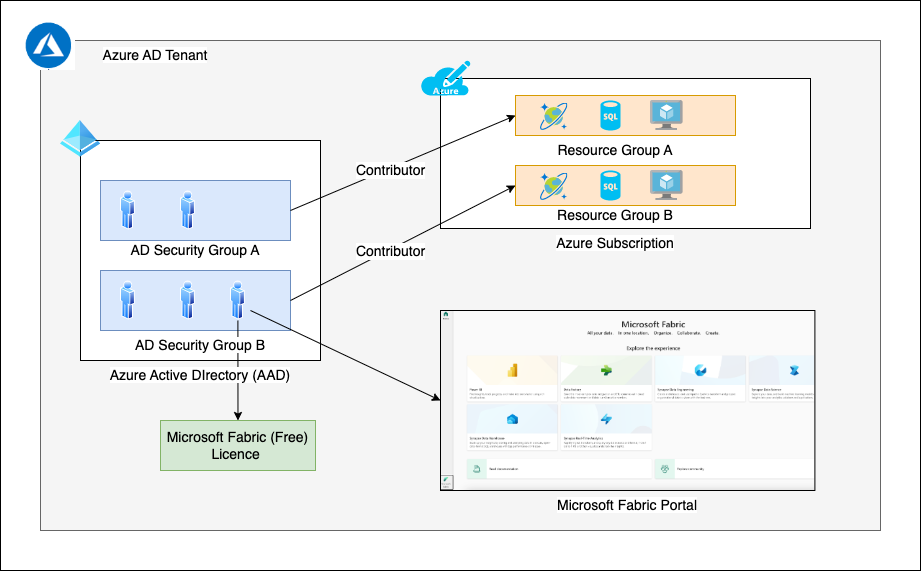 Azure AD Tenant
Azure
SQL
Resource Group A
Contributor
SQL
Resource Group B
AD Security Group A
Azure Subscription
Contributor
Microsoft Fabric
All your data. In one location. Organize. Collaborate. Create.
Explore the experience
AD Security Group B
Azure Active DIrectory (AAD)
Power BI
Data Factory
Synapse Data Engineering
Synapse Data Science
Microsoft Fabric (Free)
Licence
Synapse Data Warehouse
Synapse Real-Time Analytics
Microsoft Fabric Portal